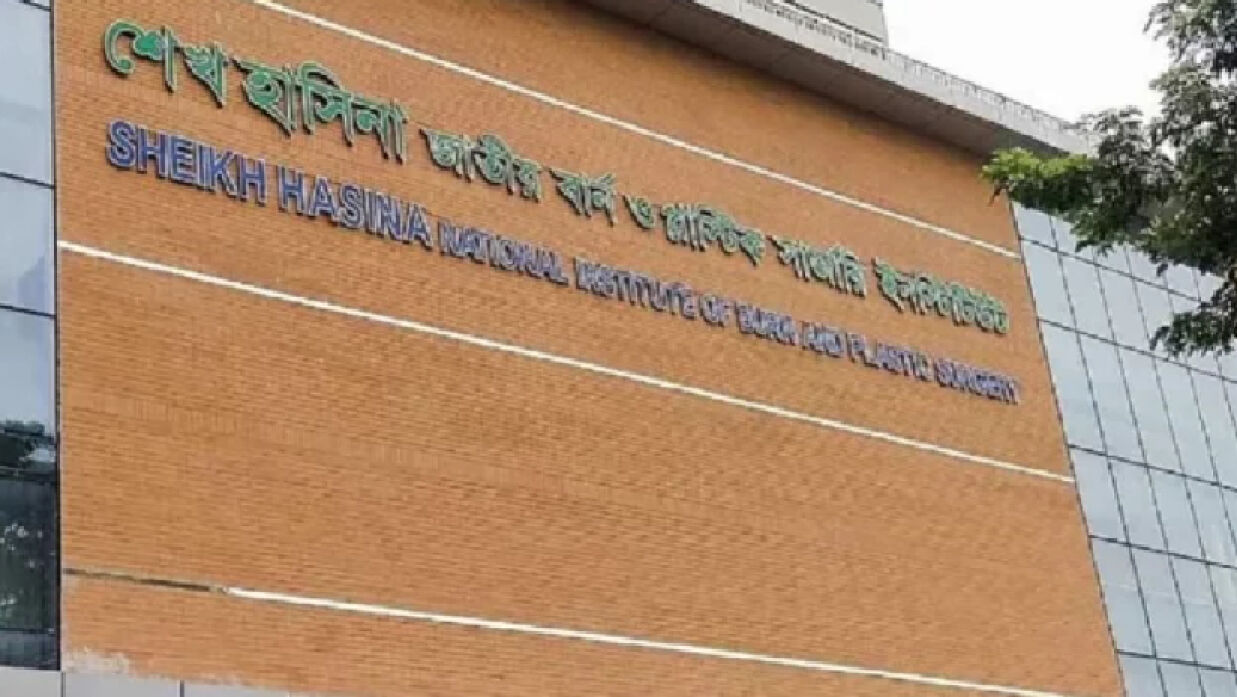 শেখ হাসিনা জাতীয় বার্ন ও প্লাস্টিক সার্জারি ইনস্টিটিউট
SHEIKH HASINA NATIONAL INSTITUTE OF BURN AND PLASTIC SURGERY